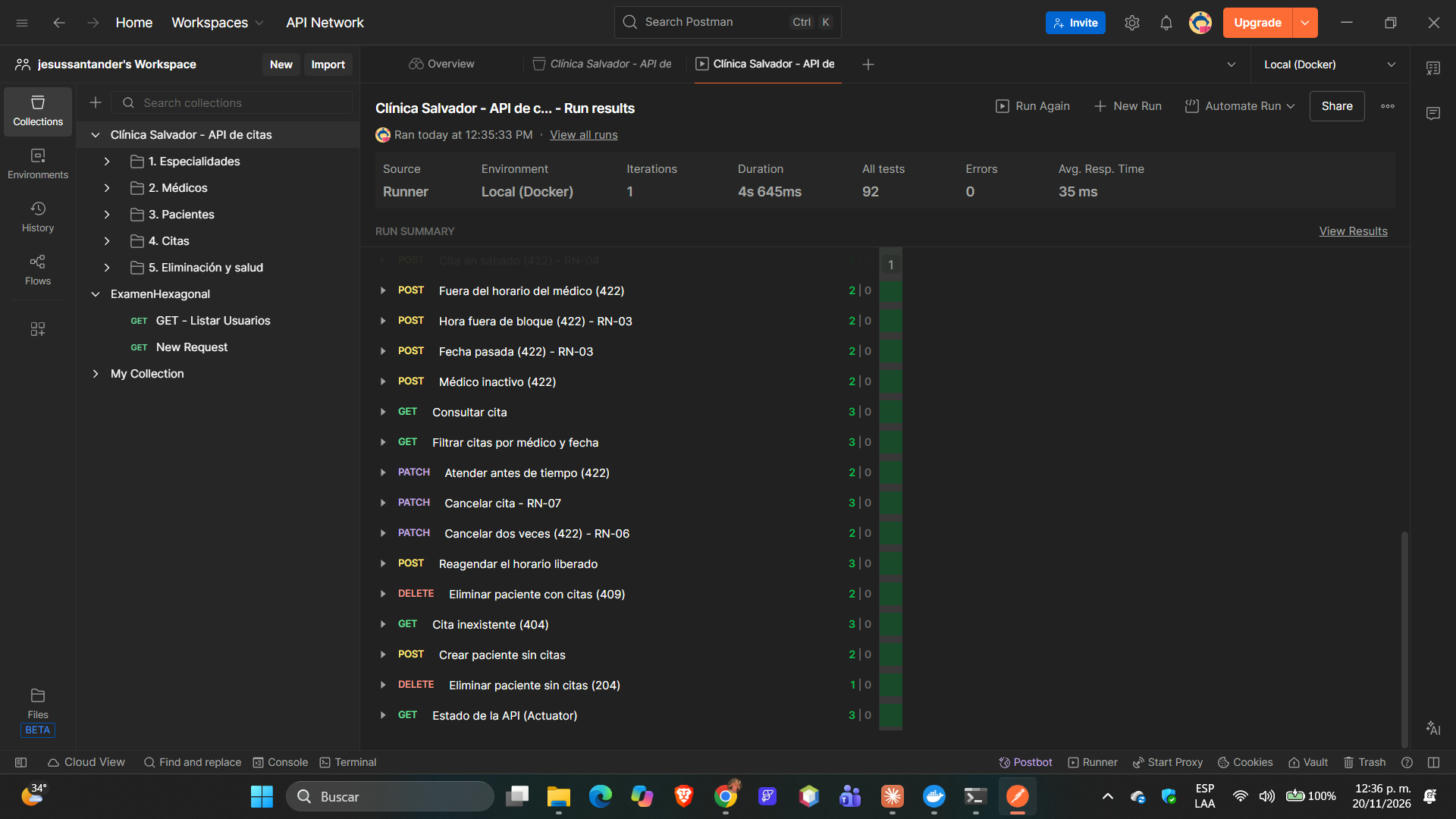 Home Workspaces API Network
Search Postman Ctrl K
Invite
Upgrade
jesussantander's Workspace
New Import
Overview
Clínica Salvador - API de
Clínica Salvador - API de
Local (Docker)
Collections
Environments
History
Flows
Files
BETA
Search collections
Clínica Salvador - API de citas
1. Especialidades
2. Médicos
3. Pacientes
4. Citas
5. Eliminación y salud
ExamenHexagonal
GET GET - Listar Usuarios
GET New Request
My Collection
Clínica Salvador - API de c... - Run results
Run Again
New Run
Automate Run
Share
Ran today at 12:35:33 PM · View all runs
Source Environment Iterations Duration All tests Errors Avg. Resp. Time
Runner Local (Docker) 1 4s 645ms 92 0 35 ms
RUN SUMMARY View Results
POST Cita en sábado (422) - RN-04
1
POST Fuera del horario del médico (422) 2 | 0
POST Hora fuera de bloque (422) - RN-03 2 | 0
POST Fecha pasada (422) - RN-03 2 | 0
POST Médico inactivo (422) 2 | 0
GET Consultar cita 3 | 0
GET Filtrar citas por médico y fecha 3 | 0
PATCH Atender antes de tiempo (422) 2 | 0
PATCH Cancelar cita - RN-07 3 | 0
PATCH Cancelar dos veces (422) - RN-06 2 | 0
POST Reagendar el horario liberado 3 | 0
DELETE Eliminar paciente con citas (409) 2 | 0
GET Cita inexistente (404) 3 | 0
POST Crear paciente sin citas 2 | 0
DELETE Eliminar paciente sin citas (204) 1 | 0
GET Estado de la API (Actuator) 3 | 0
AI
Cloud View Find and replace Console Terminal
Postbot Runner Start Proxy Cookies Vault Trash
34°
Buscar
ESP
LAA
100%
12:36 p. m.
20/11/2026